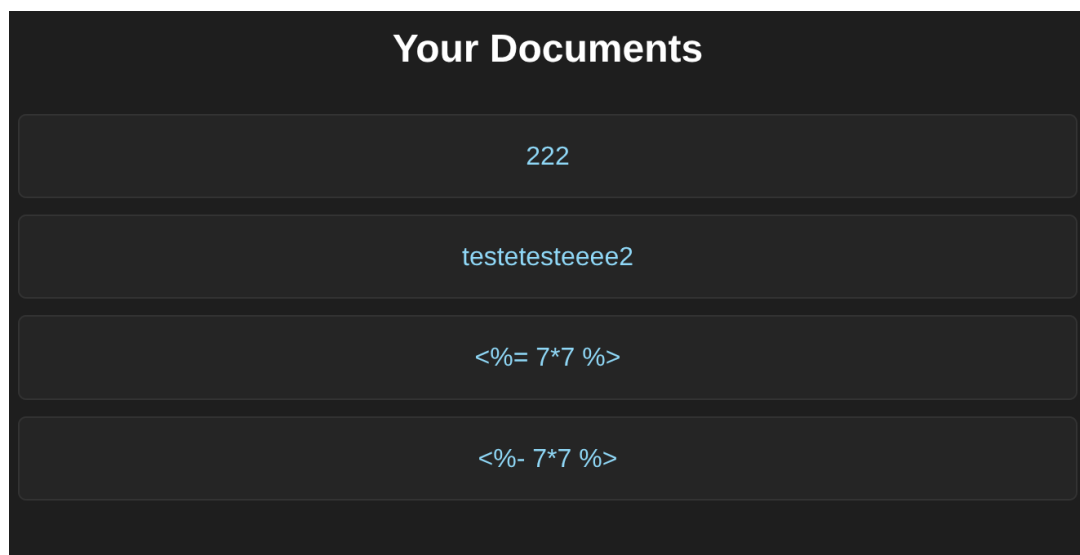 Your Documents
222
testetesteeee2
<%= 7*7 %>
<%- 7*7 %>